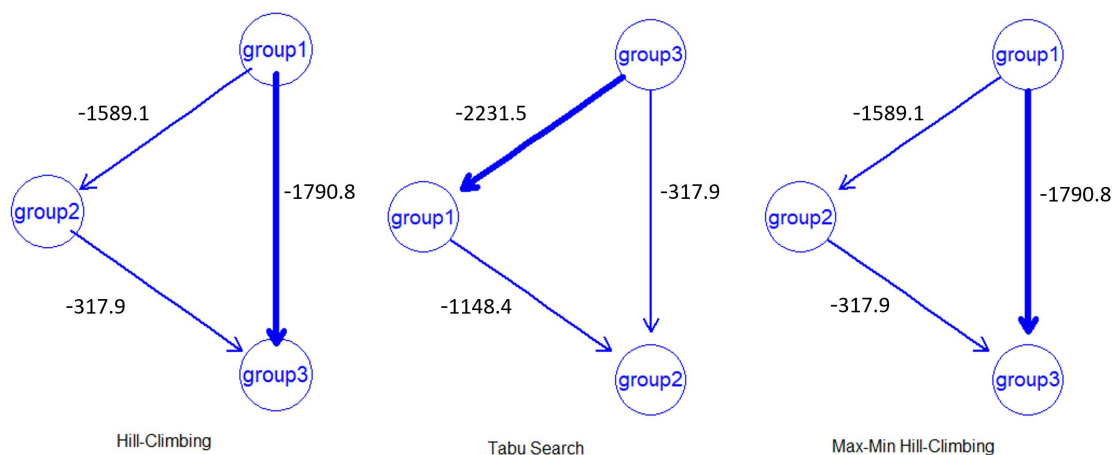 group1
-1589.1
-1790.8
group2
-317.9
group3
Hill-Climbing
group3
-2231.5
-317.9
group1
-1148.4
group2
Tabu Search
group1
-1589.1
-1790.8
group2
-317.9
group3
Max-Min Hill-Climbing